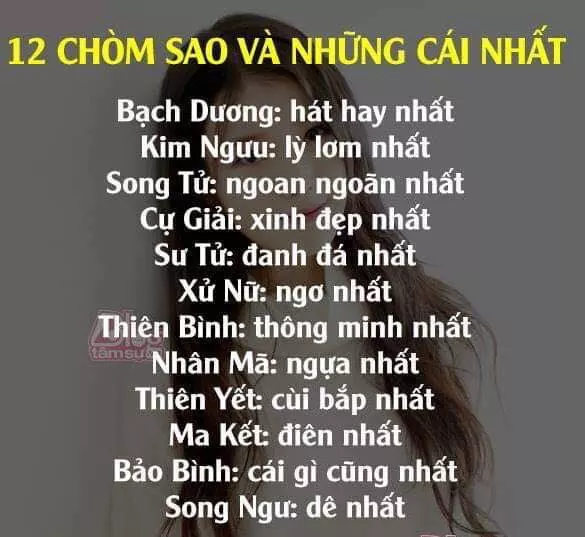 12 CHÒM SAO VÀ NHỮNG CÁI NHẤT
Bạch Dương: hát hay nhất
Kim Ngưu: lỳ lơm nhất
Song Tử: ngoan ngoãn nhất
Cự Giải: xinh đẹp nhất
Sư Tử: đanh đá nhất
Xử Nữ: ngơ nhất
Thiên Bình: thông minh nhất
tâmsự
Nhân Mã: ngựa nhất
Thiên Yết: cùi bắp nhất
Ma Kết: điên nhất
Bảo Bình: cái gì cũng nhất
Song Ngư: dê nhất